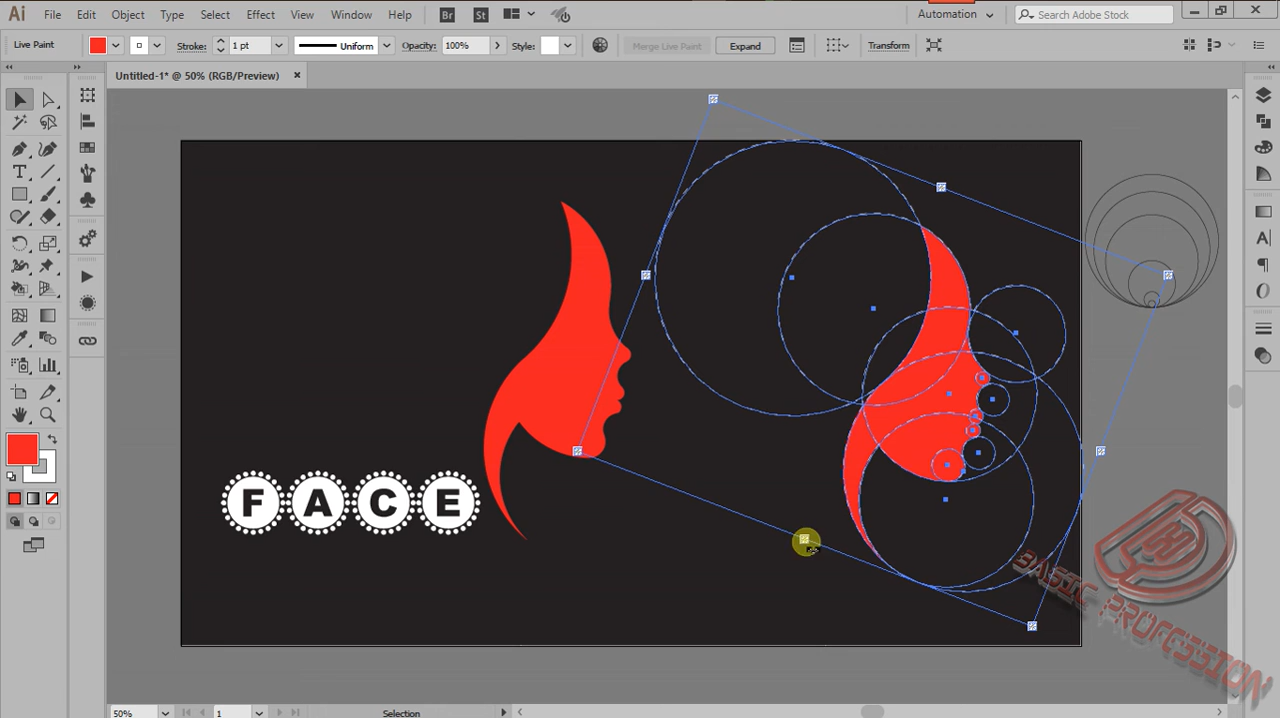 Ai File Edit Object Type Select Effect View Window Help Br St Automation Search Adobe Stock
Live Paint Stroke: 1 pt Uniform Opacity: 100% Style: Merge Live Paint Expand Transform
Untitled-1* @ 50% (RGB/Preview)
FACE
BASIC PROFESSION
50% 1 Selection